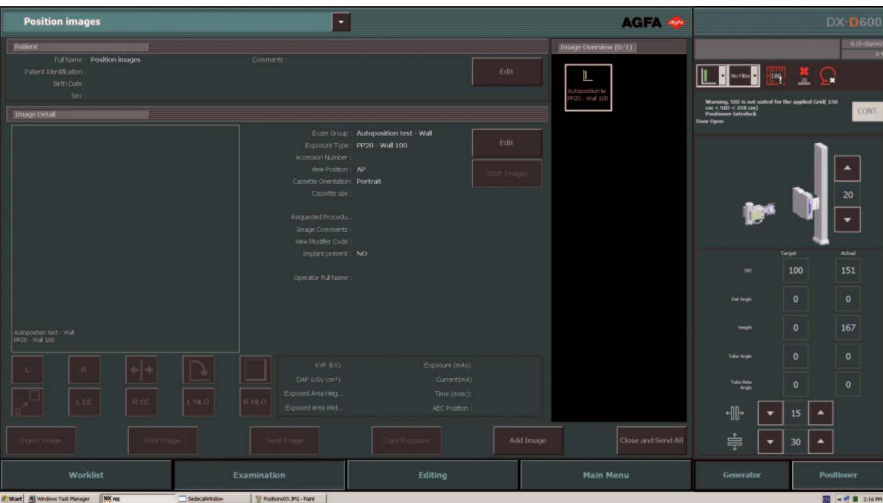 Position images
AGFA
DX-D600
Patient
Full Name : Position images
Comments
Patient Identification :
Birth Date :
Sex :
Edit
Image Overview (0/1)
Autoposition te..
PP20 - Wall 100
Image Detail
Exam Group : Autoposition test - Wall
Exposure Type : PP20 - Wall 100
Accession Number :
View Position : AP
Cassette Orientation: Portrait
Cassette size :
Requested Procedu...
Image Comments :
View Modifier Code :
Implant present : NO
Operator Full Name :
Edit
Stitch Images
Autoposition test - Wall
PP20 - Wall 100
L
R
L CC
R CC
L MLO
R MLO
kVP (kV):
Exposure (mAs):
DAP (cGy cm²):
Current(mA)
Exposed Area Heig...
Time (msec):
Exposed Area Wid...
AEC Position :
Reject Image
Print Image
Send Image
Copy Exposure
Add Image
Close and Send All
Worklist
Examination
Editing
Main Menu
No Filter
Warning, SID is not suited for the applied Grid( 150
cm < SID < 210 cm)
Positioner Interlock
Door Open
CONT.
20
Target
Actual
SID
100
151
Det Angle
0
0
Height
0
167
Tube Angle
0
0
Tube Beta
Angle
0
0
15
30
Generator
Positioner
Start
Windows Task Manager
NX
SedecalWindow
Positions00.JPG - Paint
2:16 PM